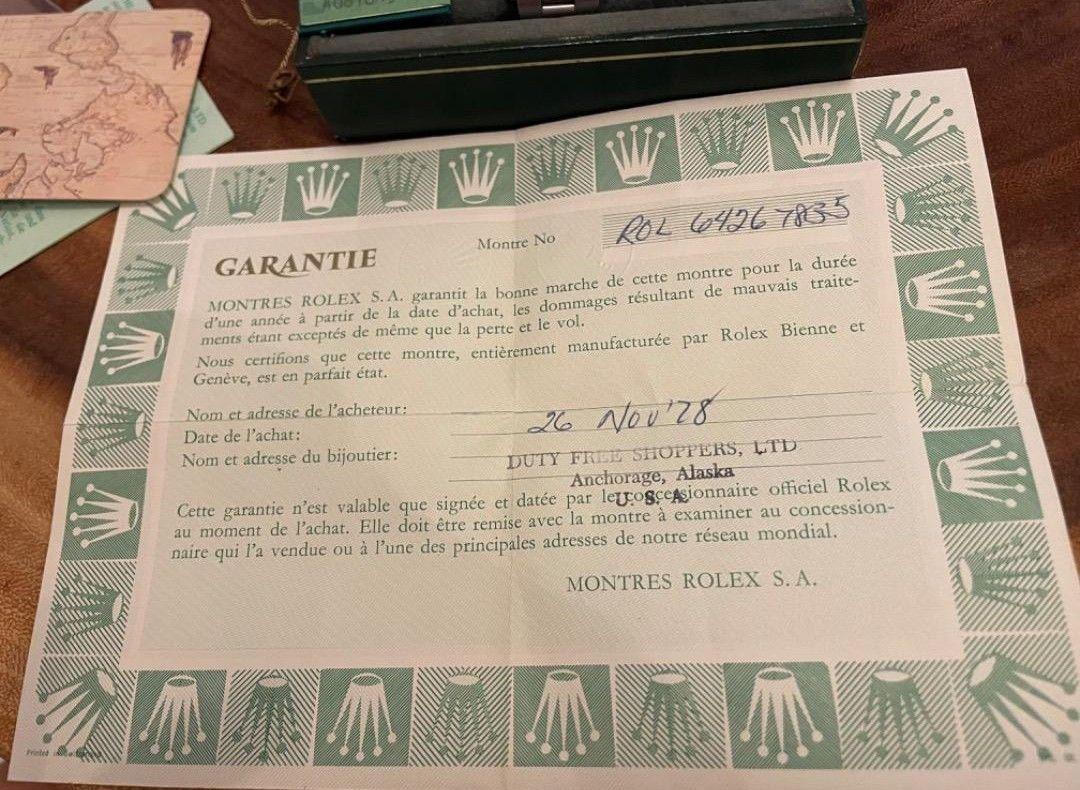 GARANTIE
Montre No
ROL 6426 7835
MONTRES ROLEX S.A. garantit la bonne marche de cette montre pour la durée
d'une année à partir de la date d'achat, les dommages résultant de mauvais traite-
ments étant exceptés de même que la perte et le vol.
Nous certifions que cette montre, entièrement manufacturée par Rolex Bienne et
Genève, est en parfait état.
Nom et adresse de l'acheteur:
Date de l'achat: 26 Nov '78
Nom et adresse du bijoutier: DUTY FREE SHOPPERS, LTD
Anchorage, Alaska
U. S. A.
Cette garantie n'est valable que signée et datée par le concessionnaire officiel Rolex
au moment de l'achat. Elle doit être remise avec la montre à examiner au concession-
naire qui l'a vendue ou à l'une des principales adresses de notre réseau mondial.
MONTRES ROLEX S. A.
Printed